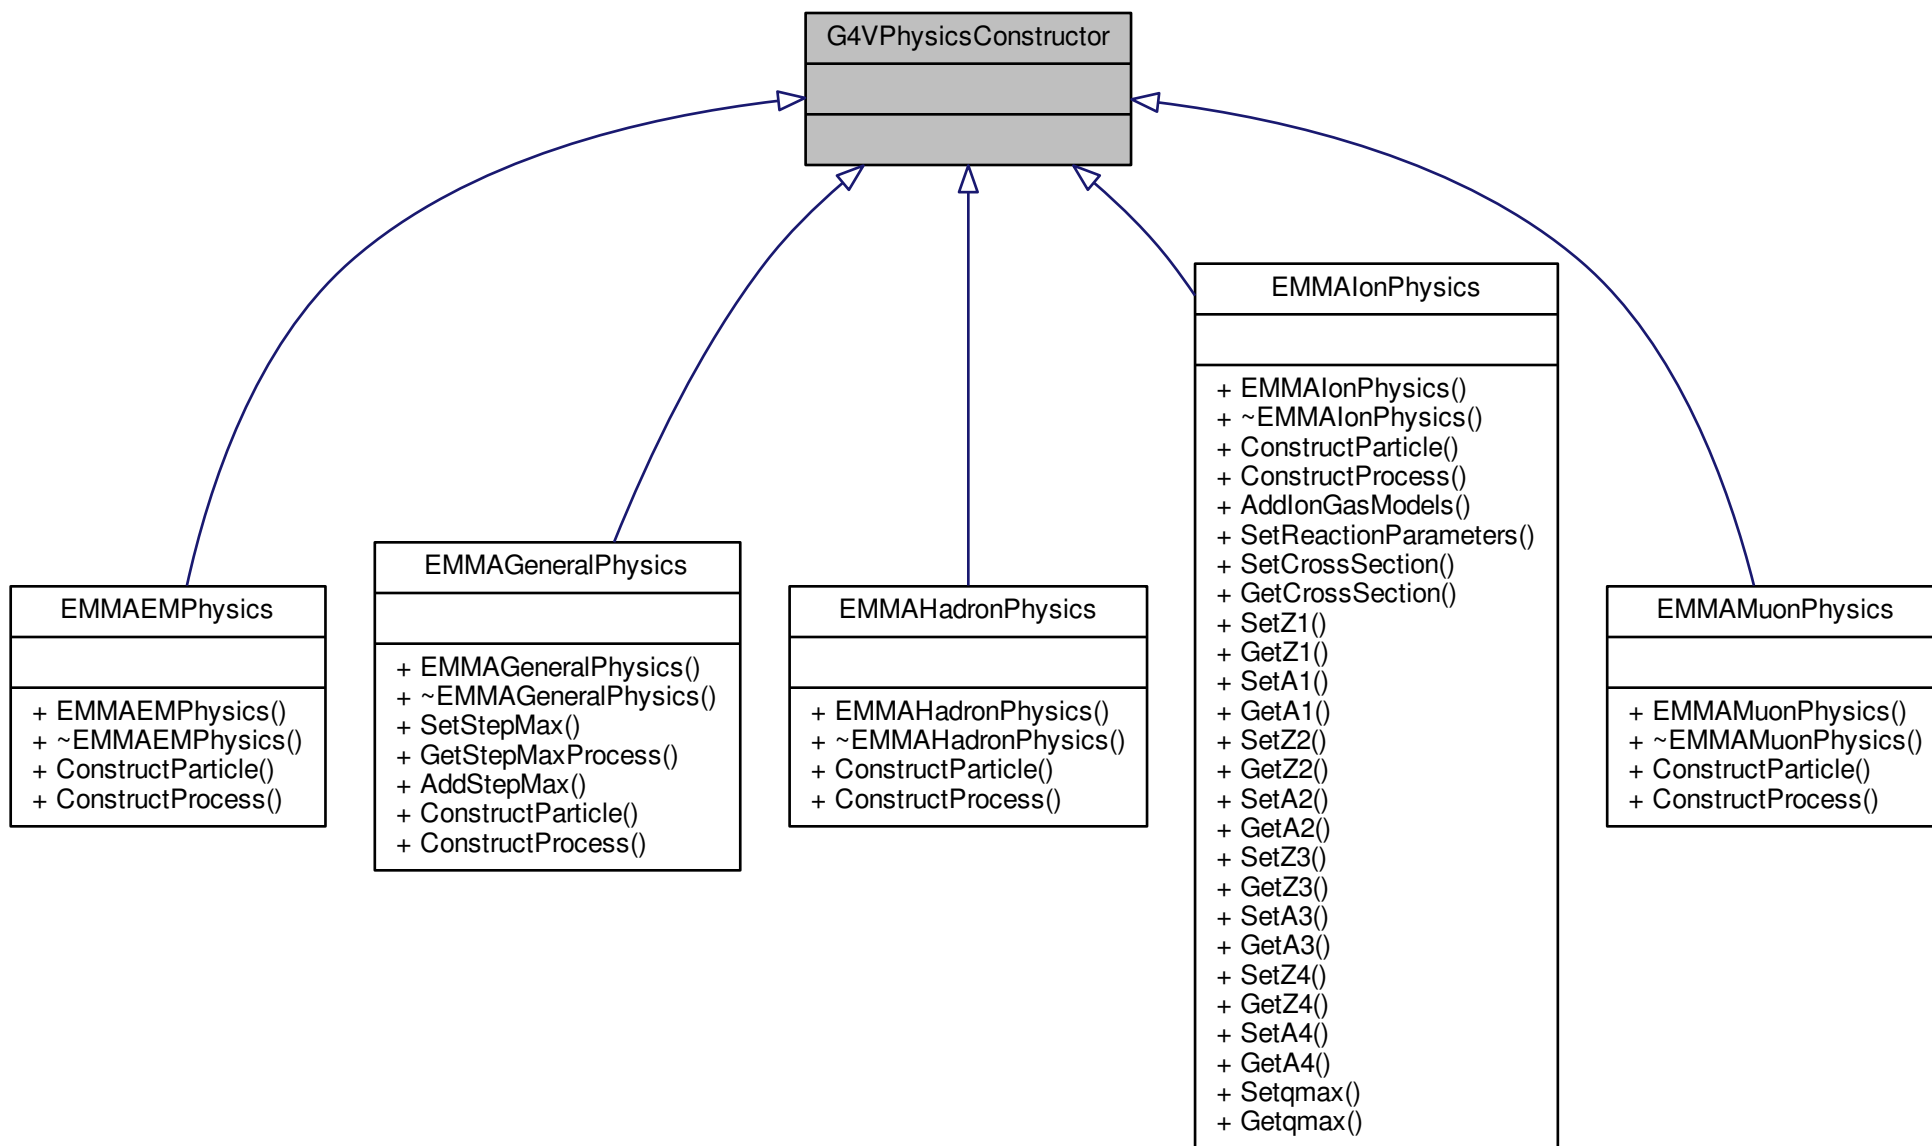 G4VPhysicsConstructor
EMMAEMPhysics
+ EMMAEMPhysics()
+ ~EMMAEMPhysics()
+ ConstructParticle()
+ ConstructProcess()
EMMAGeneralPhysics
+ EMMAGeneralPhysics()
+ ~EMMAGeneralPhysics()
+ SetStepMax()
+ GetStepMaxProcess()
+ AddStepMax()
+ ConstructParticle()
+ ConstructProcess()
EMMAHadronPhysics
+ EMMAHadronPhysics()
+ ~EMMAHadronPhysics()
+ ConstructParticle()
+ ConstructProcess()
EMMAIonPhysics
+ EMMAIonPhysics()
+ ~EMMAIonPhysics()
+ ConstructParticle()
+ ConstructProcess()
+ AddIonGasModels()
+ SetReactionParameters()
+ SetCrossSection()
+ GetCrossSection()
+ SetZ1()
+ GetZ1()
+ SetA1()
+ GetA1()
+ SetZ2()
+ GetZ2()
+ SetA2()
+ GetA2()
+ SetZ3()
+ GetZ3()
+ SetA3()
+ GetA3()
+ SetZ4()
+ GetZ4()
+ SetA4()
+ GetA4()
+ Setqmax()
+ Getqmax()
EMMAMuonPhysics
+ EMMAMuonPhysics()
+ ~EMMAMuonPhysics()
+ ConstructParticle()
+ ConstructProcess()